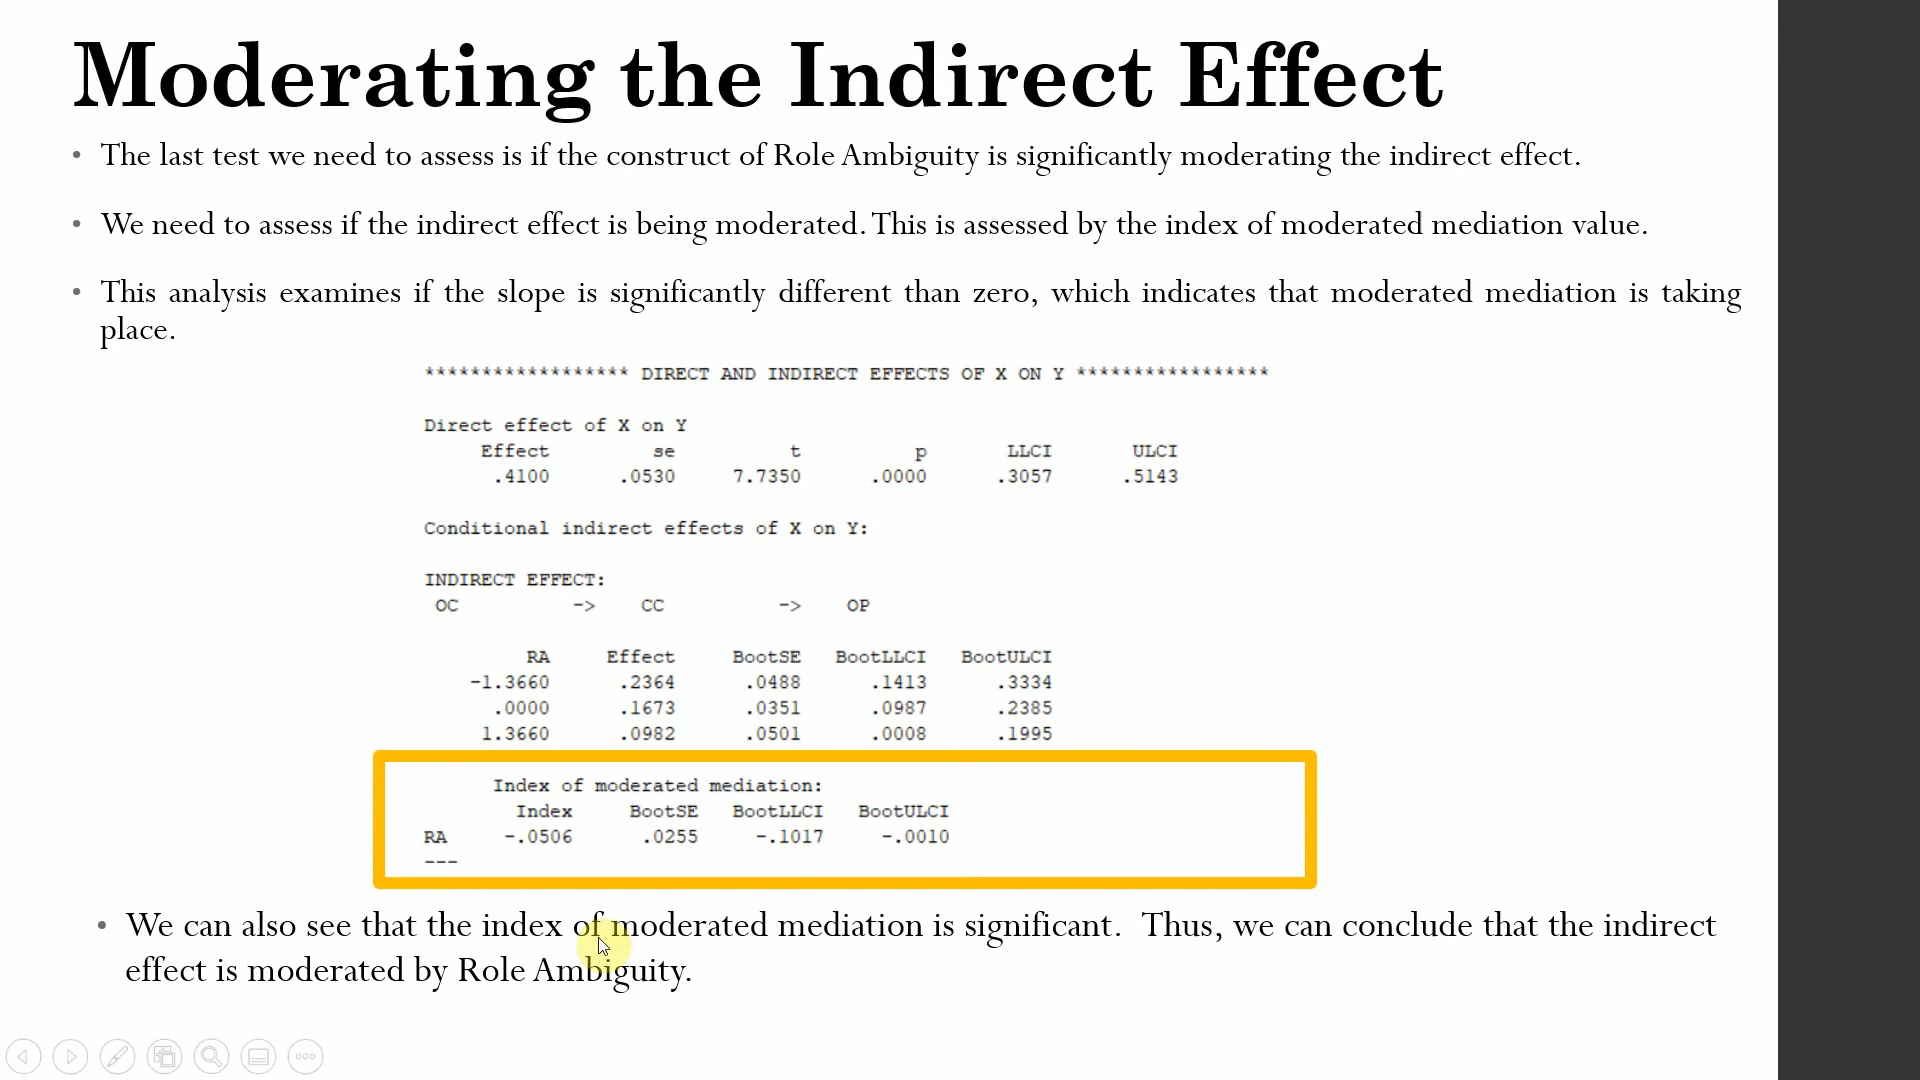 Moderating the Indirect Effect
• The last test we need to assess is if the construct of Role Ambiguity is significantly moderating the indirect effect.
• We need to assess if the indirect effect is being moderated. This is assessed by the index of moderated mediation value.
• This analysis examines if the slope is significantly different than zero, which indicates that moderated mediation is taking
place.
****************** DIRECT AND INDIRECT EFFECTS OF X ON Y *****************
Direct effect of X on Y
Effect se t p LLCI ULCI
.4100 .0530 7.7350 .0000 .3057 .5143
Conditional indirect effects of X on Y:
INDIRECT EFFECT:
OC -> CC -> OP
RA Effect BootSE BootLLCI BootULCI
-1.3660 .2364 .0488 .1413 .3334
.0000 .1673 .0351 .0987 .2385
1.3660 .0982 .0501 .0008 .1995
Index of moderated mediation:
Index BootSE BootLLCI BootULCI
RA -.0506 .0255 -.1017 -.0010
---
• We can also see that the index of moderated mediation is significant. Thus, we can conclude that the indirect
effect is moderated by Role Ambiguity.